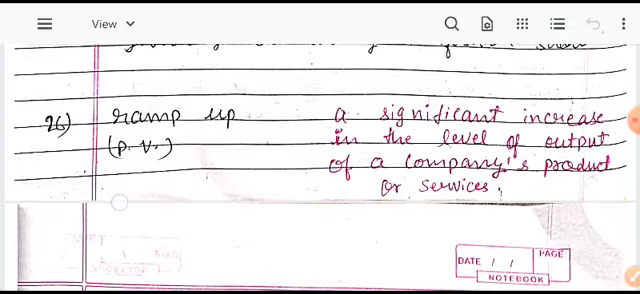 View
26) ramp up a significant increase
(p. v.) in the level of output
of a company's product
or services.
PAGE
DATE / /
NOTEBOOK